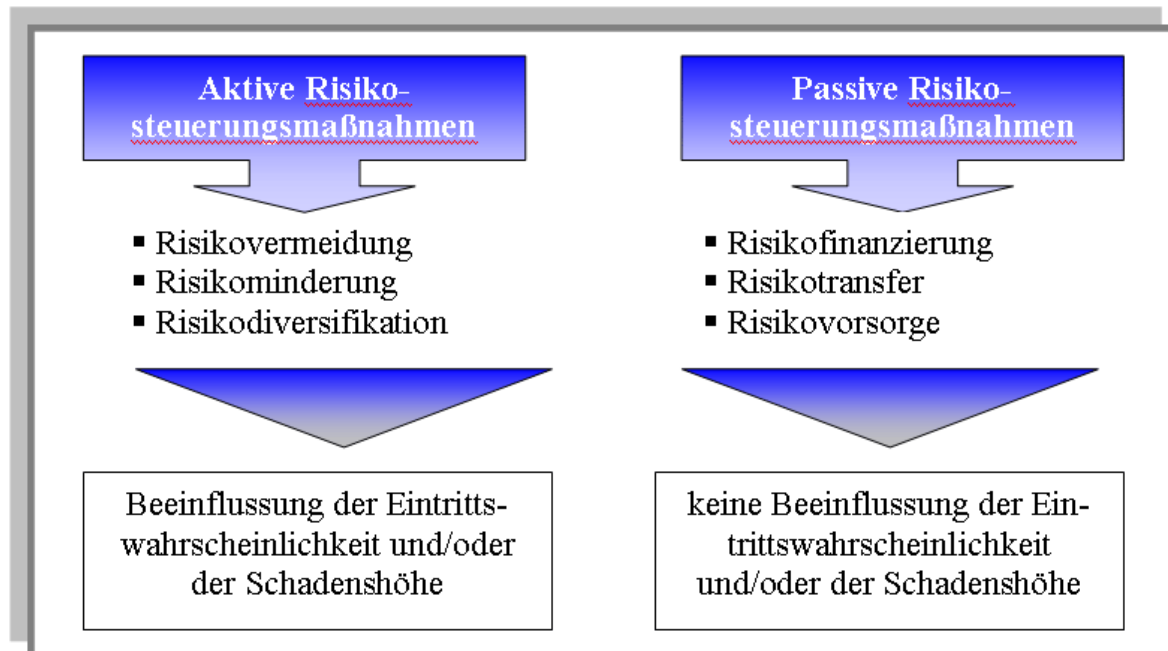 Aktive Risiko-
steuerungsmaßnahmen
▪ Risikovermeidung
▪ Risikominderung
▪ Risikodiversifikation
Beeinflussung der Eintritts-
wahrscheinlichkeit und/oder
der Schadenshöhe
Passive Risiko-
steuerungsmaßnahmen
▪ Risikofinanzierung
▪ Risikotransfer
▪ Risikovorsorge
keine Beeinflussung der Ein-
trittswahrscheinlichkeit
und/oder der Schadenshöhe